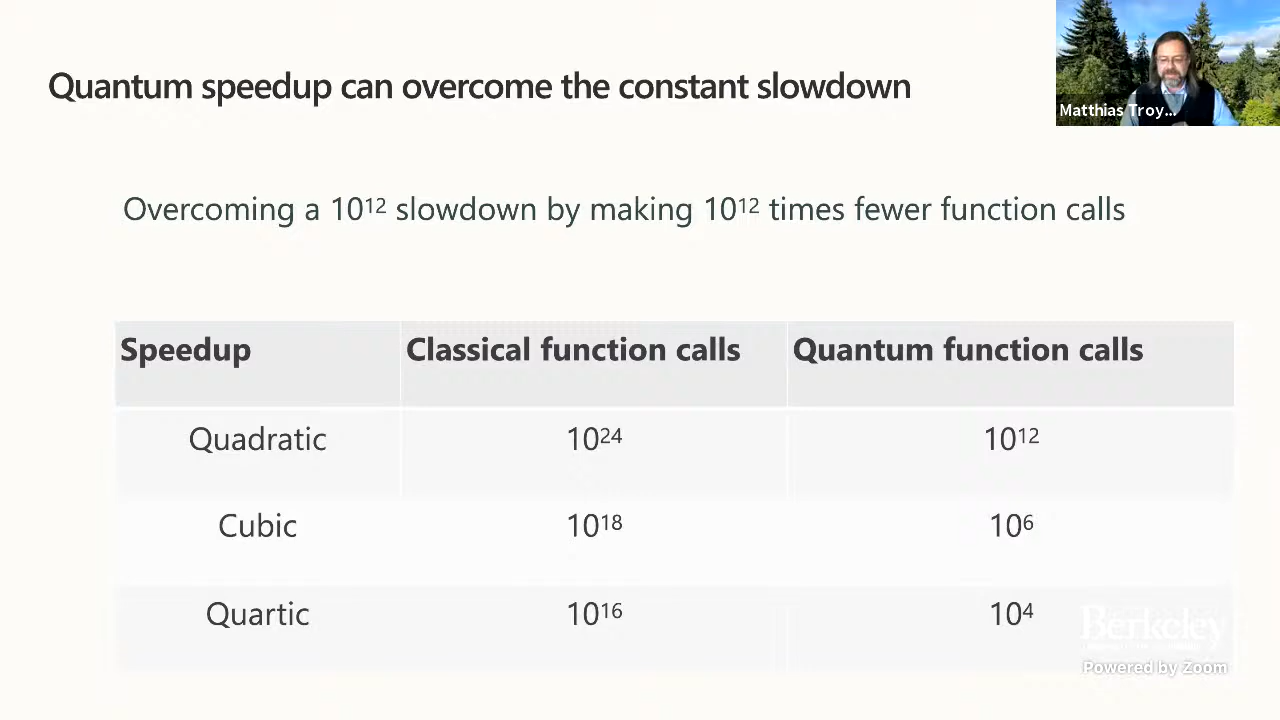 Quantum speedup can overcome the constant slowdown
Matthias Troy...
Overcoming a 10¹² slowdown by making 10¹² times fewer function calls
Speedup Classical function calls Quantum function calls
Quadratic 10²⁴ 10¹²
Cubic 10¹⁸ 10⁶
Quartic 10¹⁶ 10⁴
Berkeley
Powered by Zoom